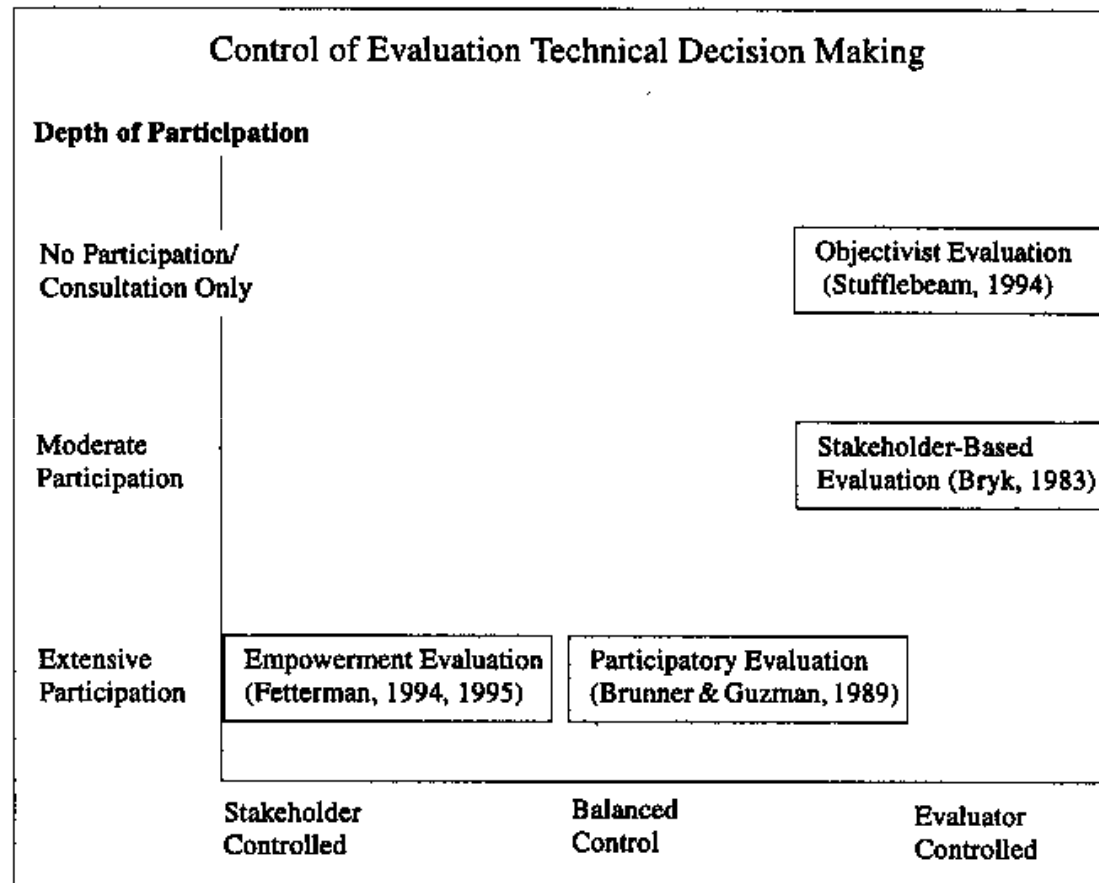 Control of Evaluation Technical Decision Making
Depth of Participation
No Participation/
Consultation Only
Objectivist Evaluation
(Stufflebeam, 1994)
Moderate
Participation
Stakeholder-Based
Evaluation (Bryk, 1983)
Extensive
Participation
Empowerment Evaluation
(Fetterman, 1994, 1995)
Participatory Evaluation
(Brunner & Guzman, 1989)
Stakeholder
Controlled
Balanced
Control
Evaluator
Controlled